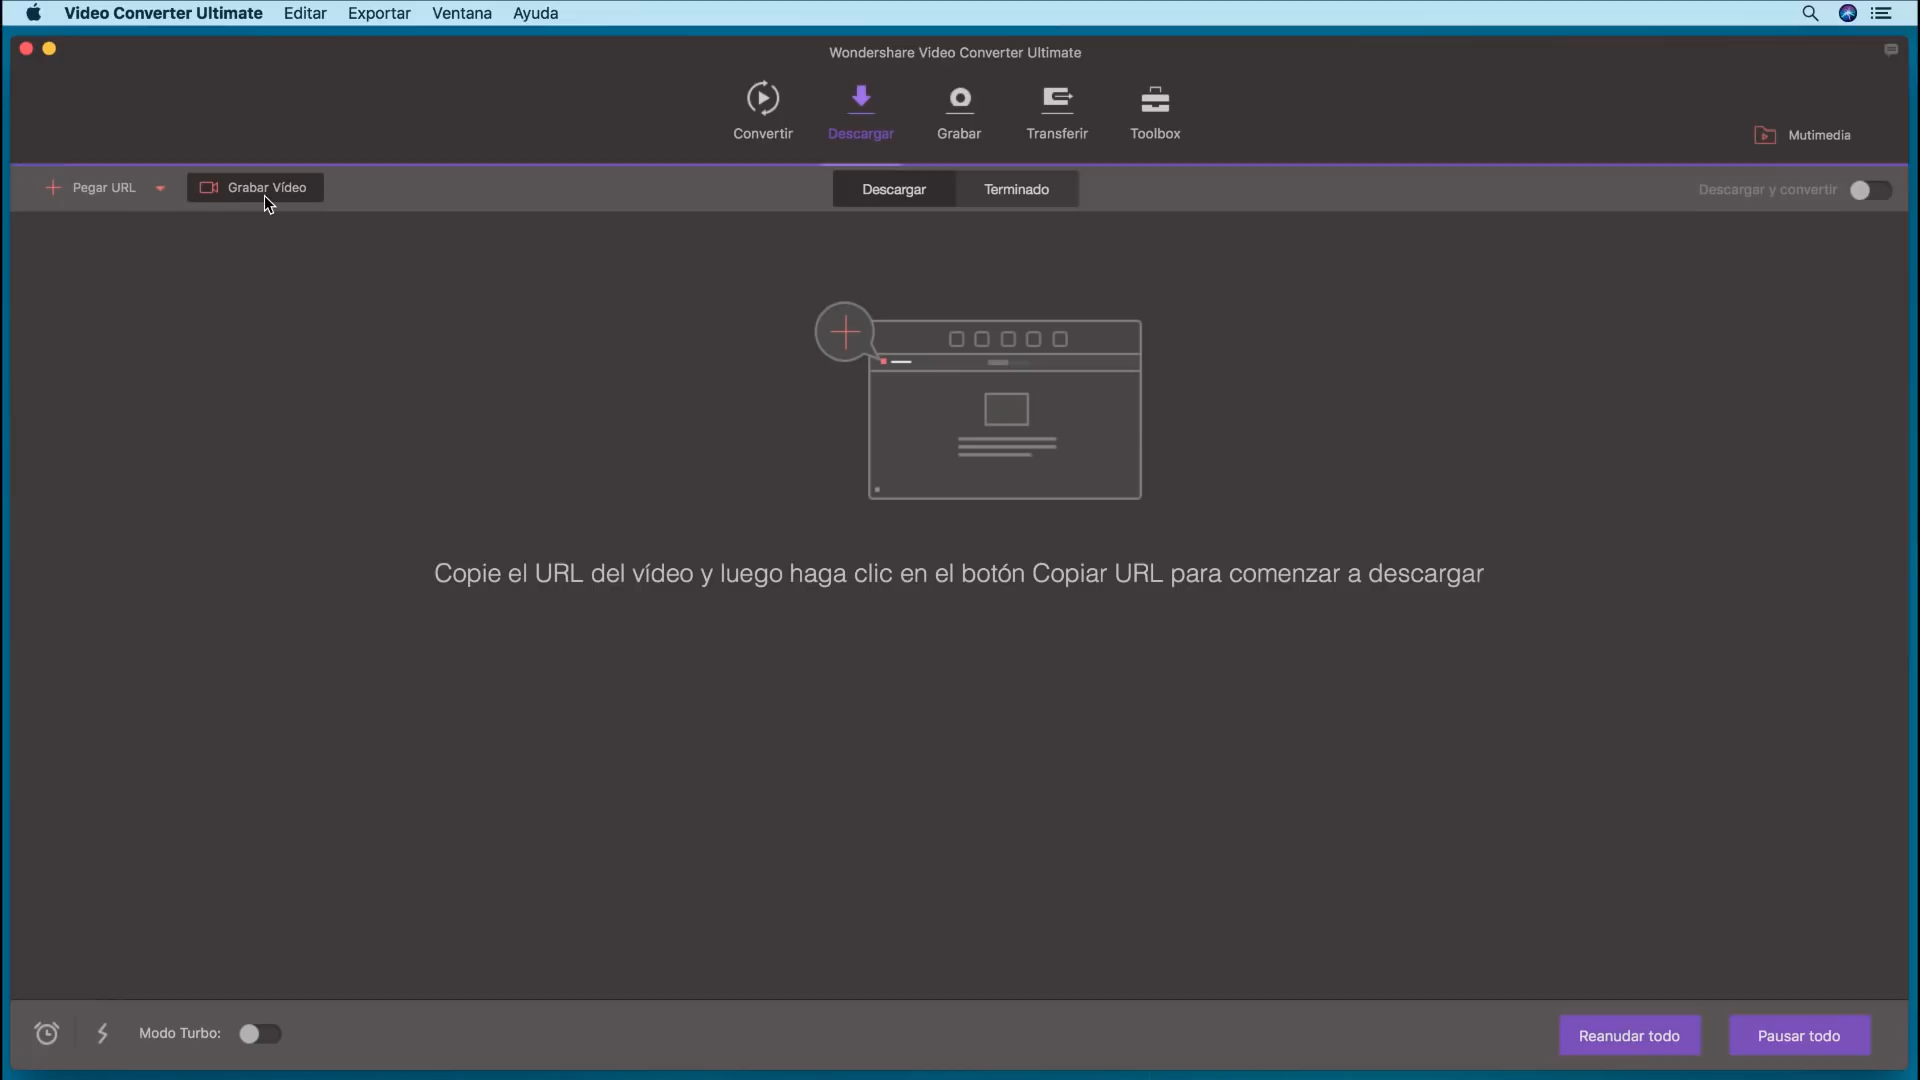 Video Converter Ultimate Editar Exportar Ventana Ayuda
Wondershare Video Converter Ultimate
Convertir Descargar Grabar Transferir Toolbox
Mutimedia
Pegar URL Grabar Vídeo Descargar Terminado Descargar y convertir
Copie el URL del vídeo y luego haga clic en el botón Copiar URL para comenzar a descargar
Modo Turbo: Reanudar todo Pausar todo